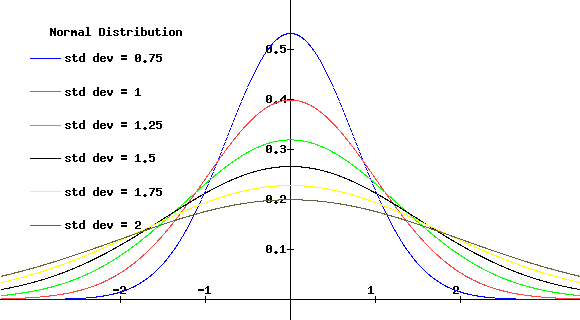 Normal Distribution
std dev = 0.75
std dev = 1
std dev = 1.25
std dev = 1.5
std dev = 1.75
std dev = 2
0.5
0.4
0.3
0.2
0.1
-2 -1 1 2